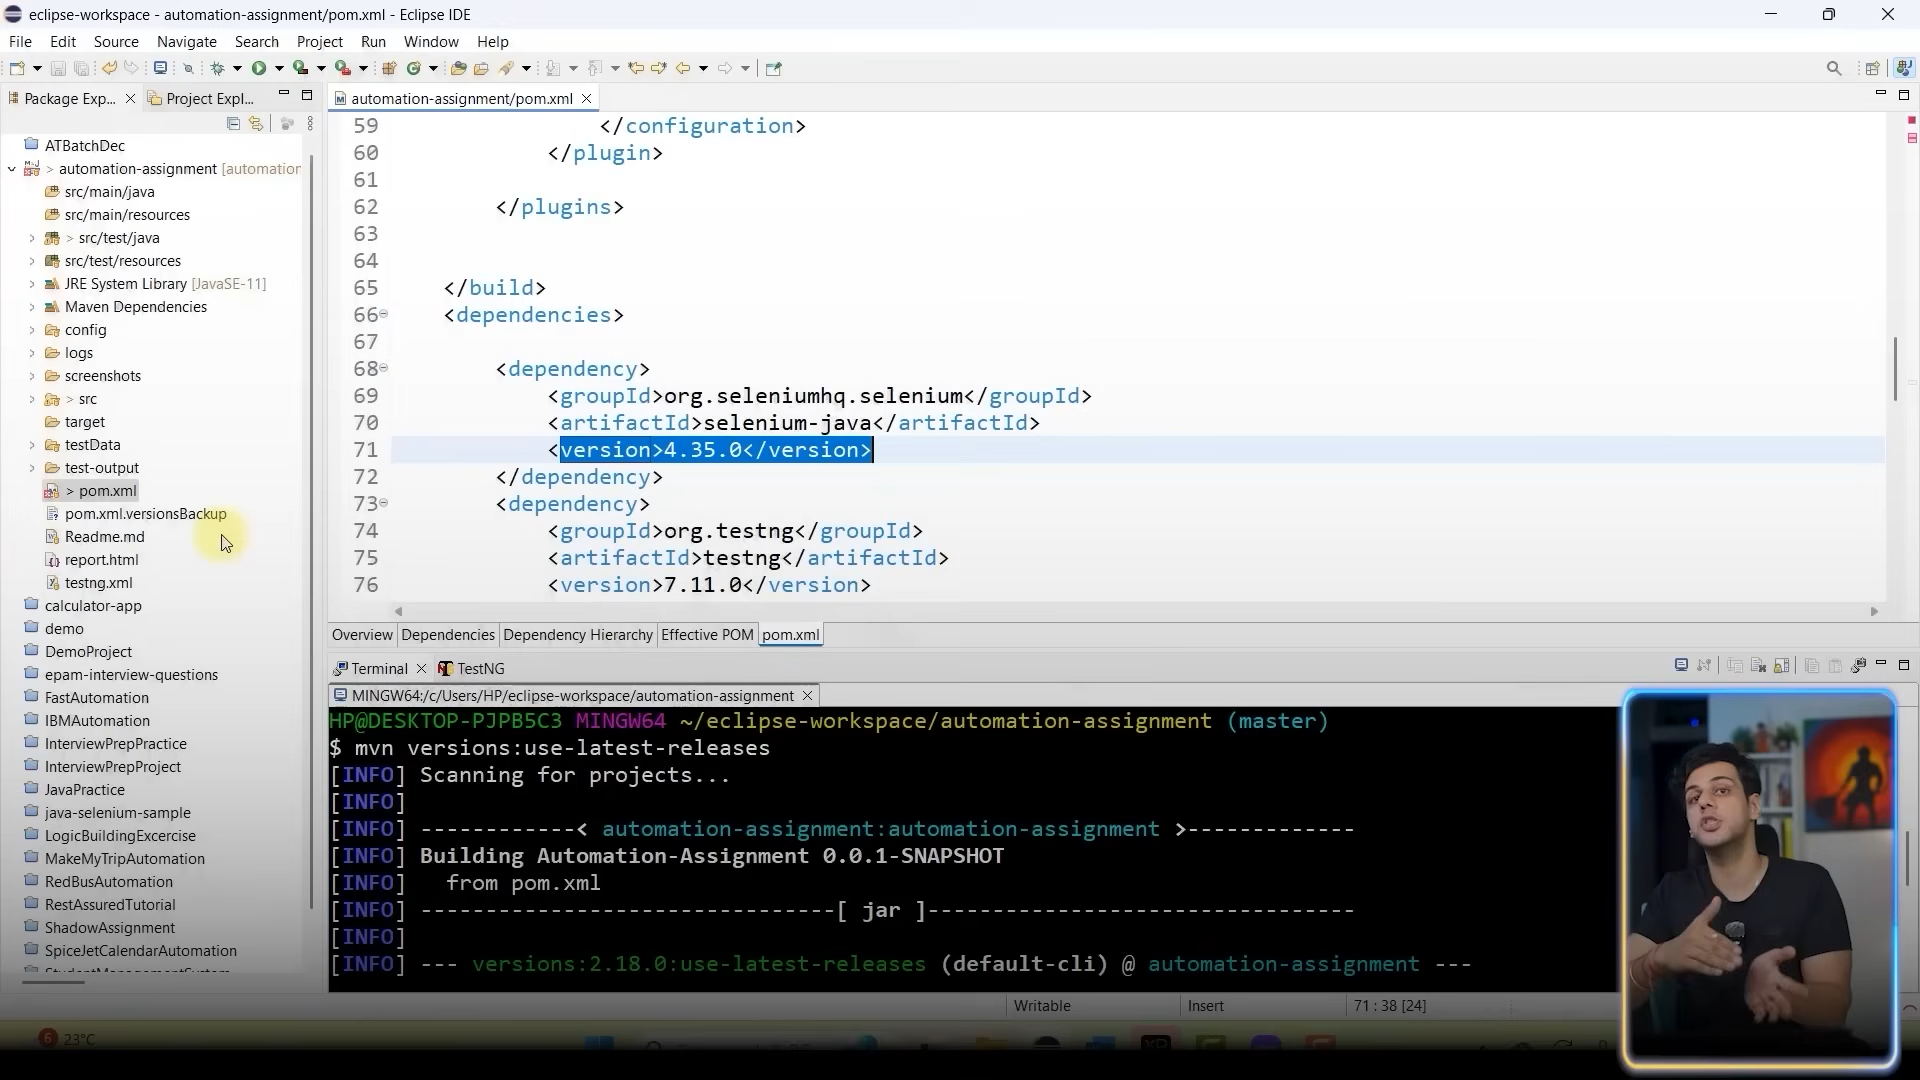 eclipse-workspace - automation-assignment/pom.xml - Eclipse IDE
File Edit Source Navigate Search Project Run Window Help
Package Exp... Project Expl...
automation-assignment/pom.xml
ATBatchDec
> automation-assignment [automation
src/main/java
src/main/resources
> src/test/java
src/test/resources
JRE System Library [JavaSE-11]
Maven Dependencies
config
logs
screenshots
> src
target
testData
test-output
> pom.xml
pom.xml.versionsBackup
Readme.md
report.html
testng.xml
calculator-app
demo
DemoProject
epam-interview-questions
FastAutomation
IBMAutomation
InterviewPrepPractice
InterviewPrepProject
JavaPractice
java-selenium-sample
LogicBuildingExcercise
MakeMyTripAutomation
RedBusAutomation
RestAssuredTutorial
ShadowAssignment
SpiceJetCalendarAutomation
59 </configuration>
60 </plugin>
61
62 </plugins>
63
64
65 </build>
66 <dependencies>
67
68 <dependency>
69 <groupId>org.seleniumhq.selenium</groupId>
70 <artifactId>selenium-java</artifactId>
71 <version>4.35.0</version>
72 </dependency>
73 <dependency>
74 <groupId>org.testng</groupId>
75 <artifactId>testng</artifactId>
76 <version>7.11.0</version>
Overview Dependencies Dependency Hierarchy Effective POM pom.xml
Terminal TestNG
MINGW64:/c/Users/HP/eclipse-workspace/automation-assignment
HP@DESKTOP-PJPB5C3 MINGW64 ~/eclipse-workspace/automation-assignment (master)
$ mvn versions:use-latest-releases
[INFO] Scanning for projects...
[INFO]
[INFO] ------------< automation-assignment:automation-assignment >-------------
[INFO] Building Automation-Assignment 0.0.1-SNAPSHOT
[INFO] from pom.xml
[INFO] --------------------------------[ jar ]---------------------------------
[INFO]
[INFO] --- versions:2.18.0:use-latest-releases (default-cli) @ automation-assignment ---
Writable Insert 71 : 38 [24]
6 23°C